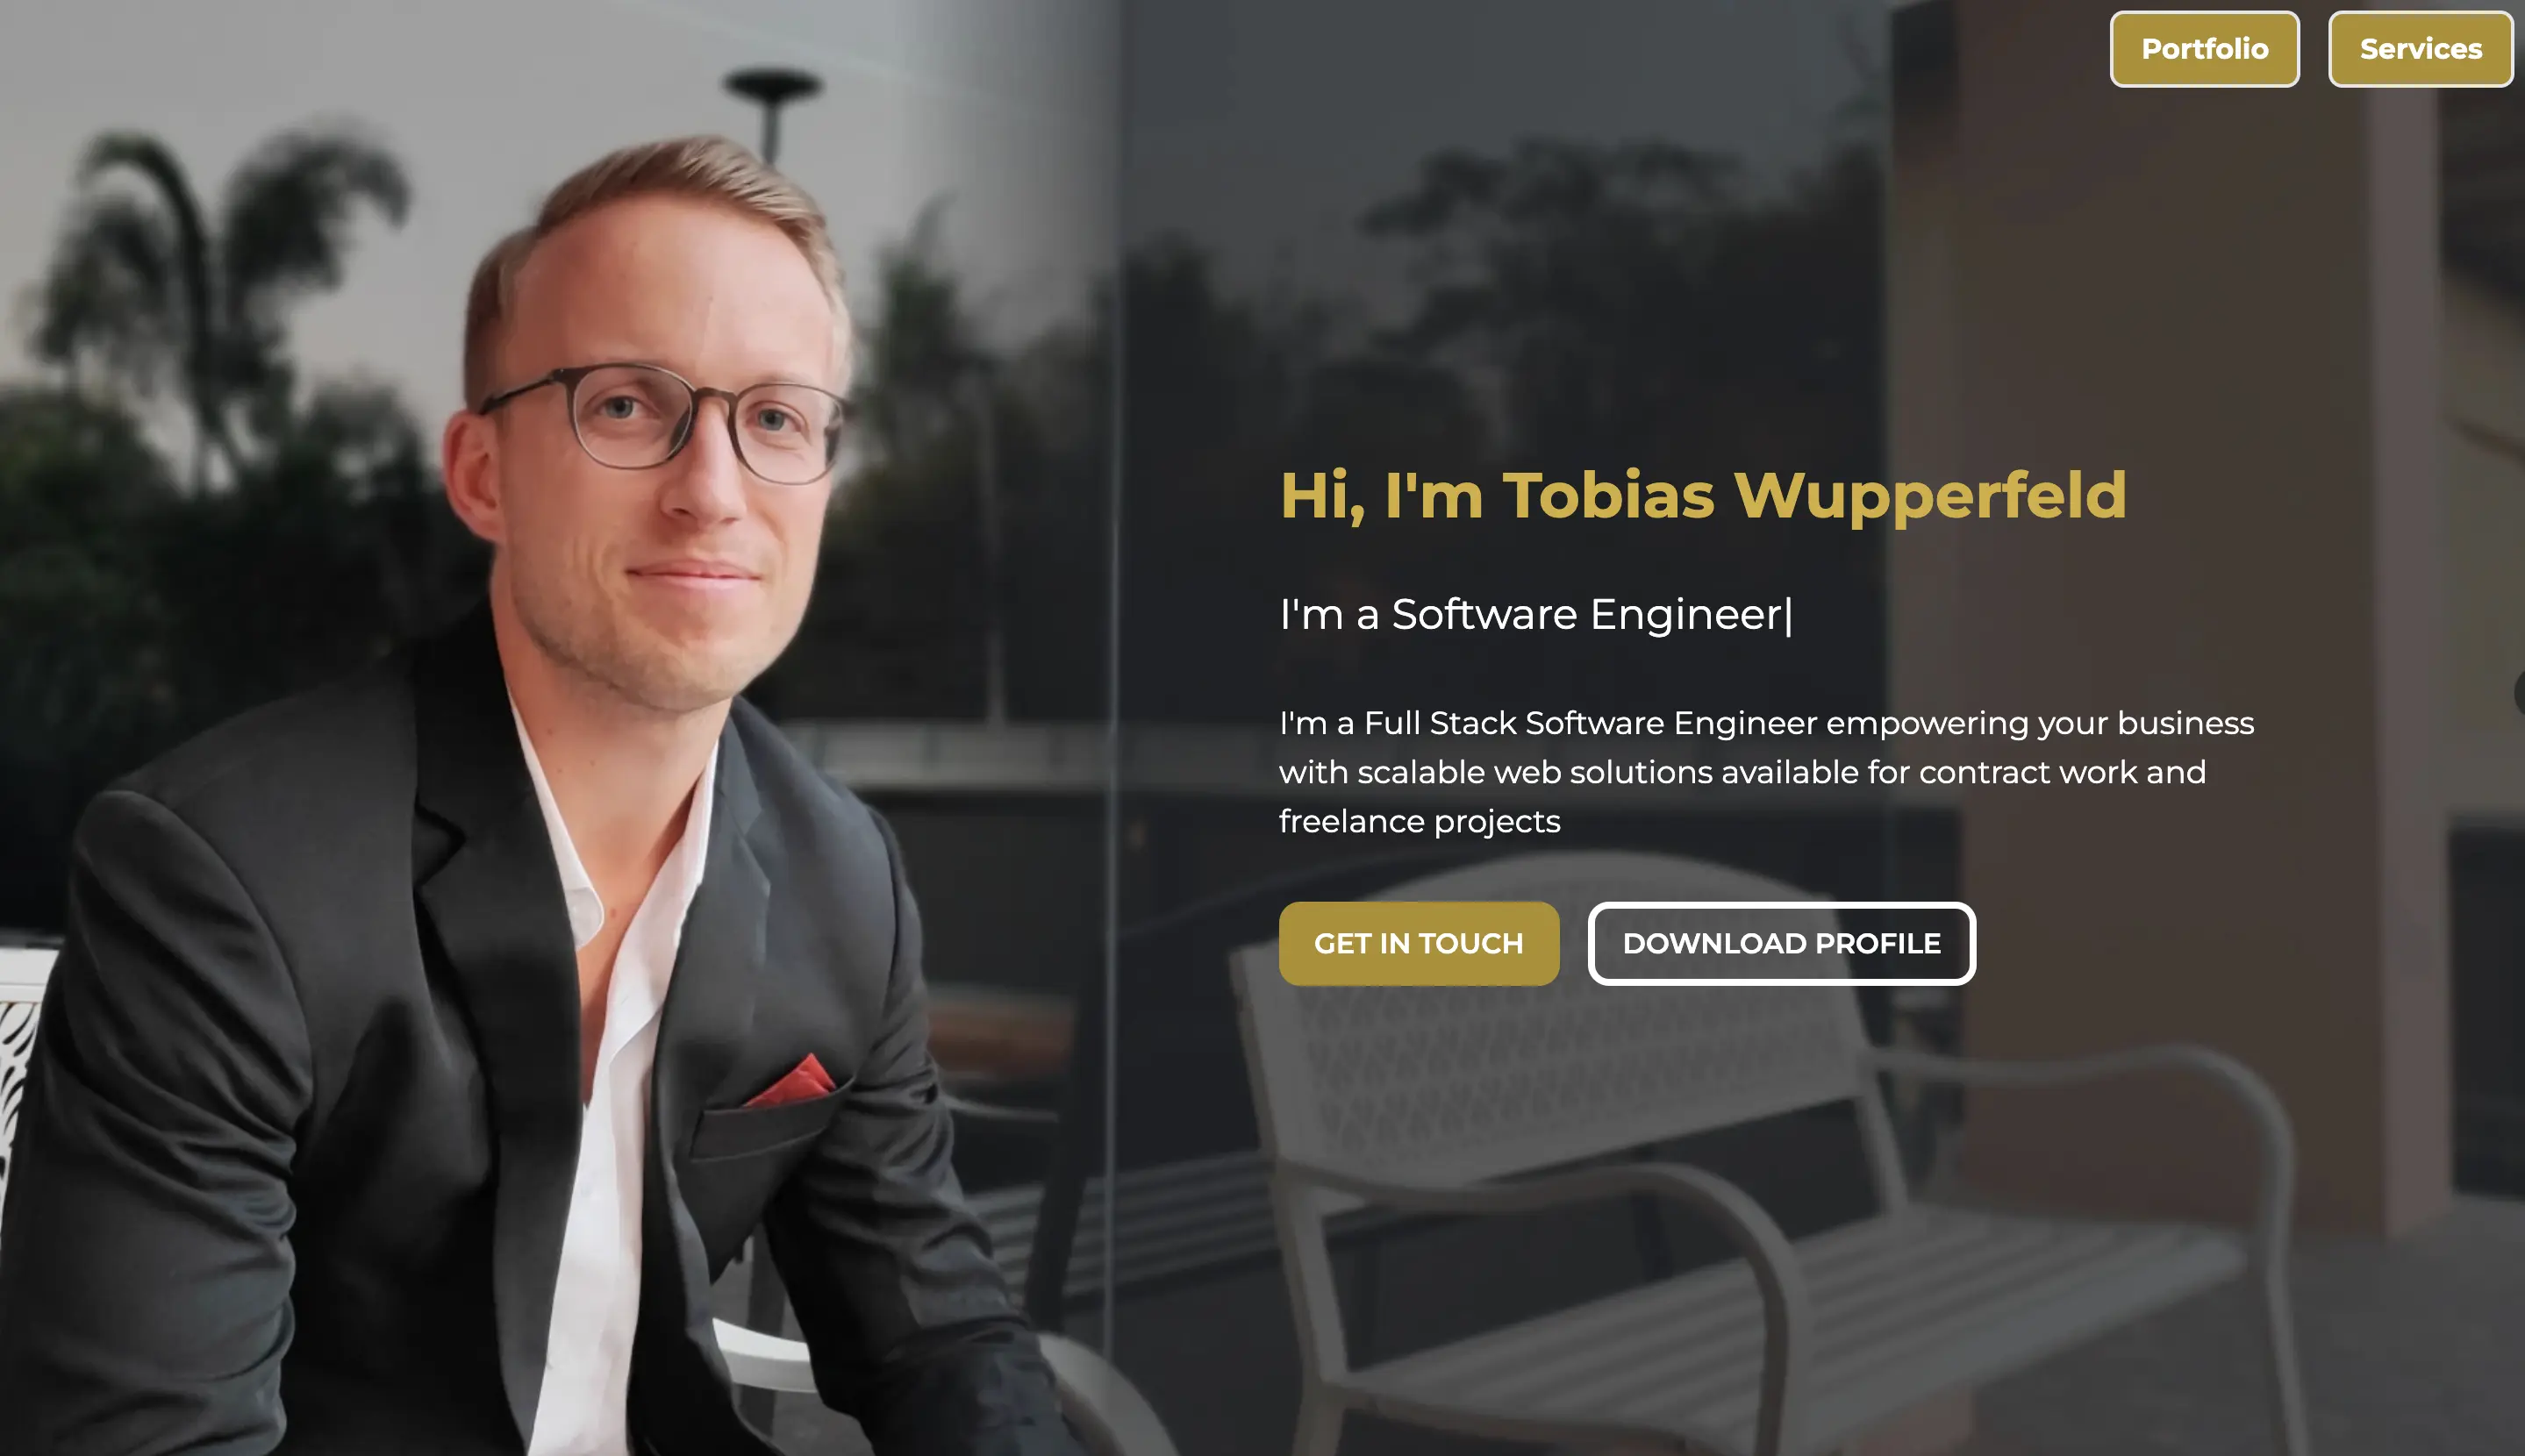 Portfolio
Services
Hi, I'm Tobias Wupperfeld
I'm a Software Engineer|
I'm a Full Stack Software Engineer empowering your business
with scalable web solutions available for contract work and
freelance projects
GET IN TOUCH
DOWNLOAD PROFILE